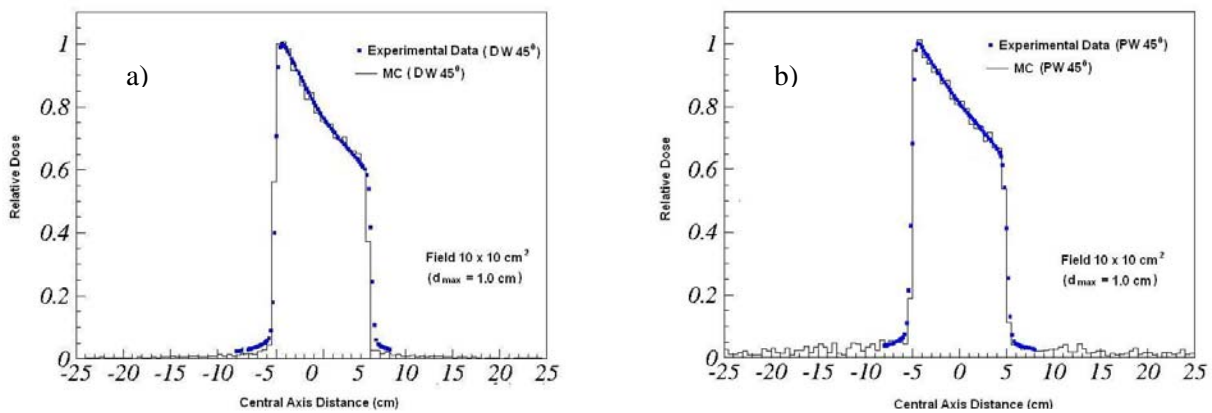 a)
Relative Dose
1
0.8
0.6
0.4
0.2
0
Experimental Data ( DW 45⁰)
MC ( DW 45⁰)
Field 10 x 10 cm²
(dmax = 1.0 cm)
-25 -20 -15 -10 -5 0 5 10 15 20 25
Central Axis Distance (cm)
b)
Relative Dose
1
0.8
0.6
0.4
0.2
0
Experimental Data (PW 45⁰)
MC (PW 45⁰)
Field 10 x 10 cm²
(dmax = 1.0 cm)
-25 -20 -15 -10 -5 0 5 10 15 20 25
Central Axis Distance (cm)